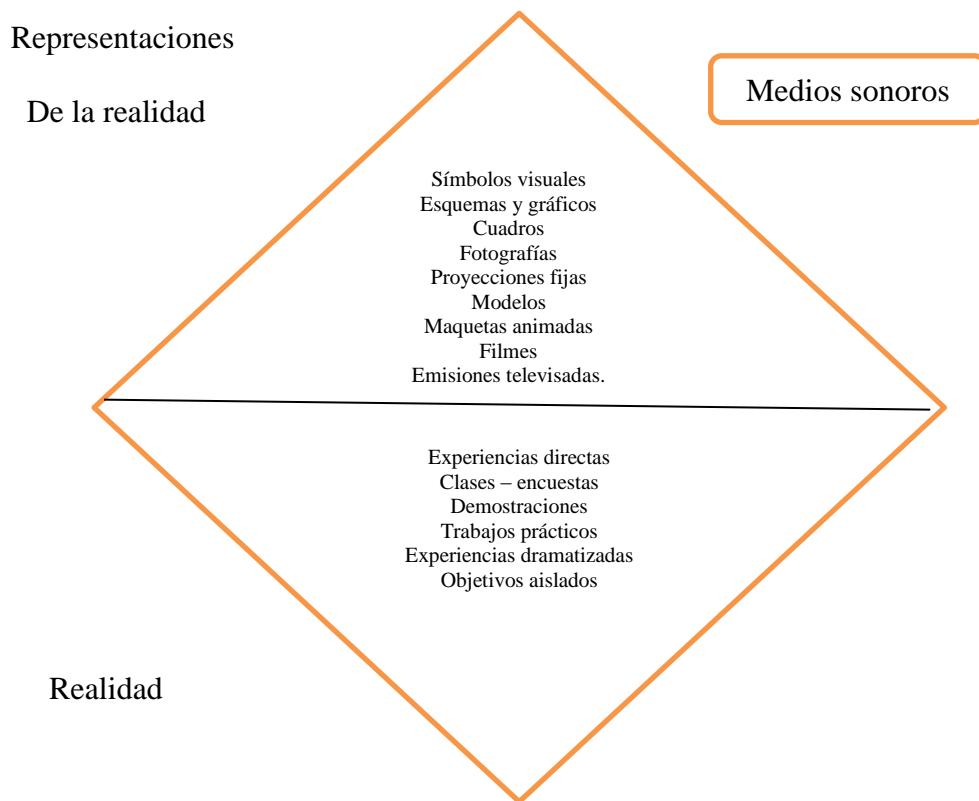 Representaciones
De la realidad
Medios sonoros
Símbolos visuales
Esquemas y gráficos
Cuadros
Fotografías
Proyecciones fijas
Modelos
Maquetas animadas
Filmes
Emisiones televisadas.
Experiencias directas
Clases – encuestas
Demostraciones
Trabajos prácticos
Experiencias dramatizadas
Objetivos aislados
Realidad